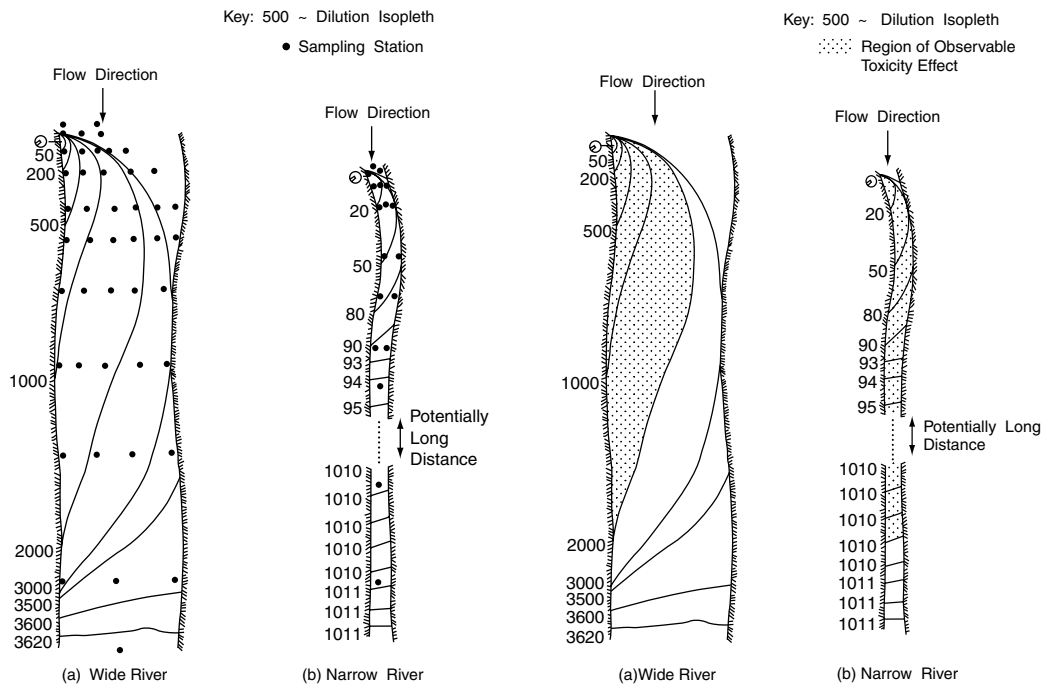 Key: 500 ~ Dilution Isopleth
● Sampling Station
Flow Direction
50
200
500
1000
2000
3000
3500
3600
3620
(a) Wide River
Flow Direction
20
50
80
90
93
94
95
Potentially
Long
Distance
1010
1010
1010
1010
1010
1011
1011
1011
(b) Narrow River
Key: 500 ~ Dilution Isopleth
Region of Observable
Toxicity Effect
Flow Direction
50
200
500
1000
2000
3000
3500
3600
3620
(a)Wide River
Flow Direction
20
50
80
90
93
94
95
Potentially Long
Distance
1010
1010
1010
1010
1010
1011
1011
1011
(b) Narrow River